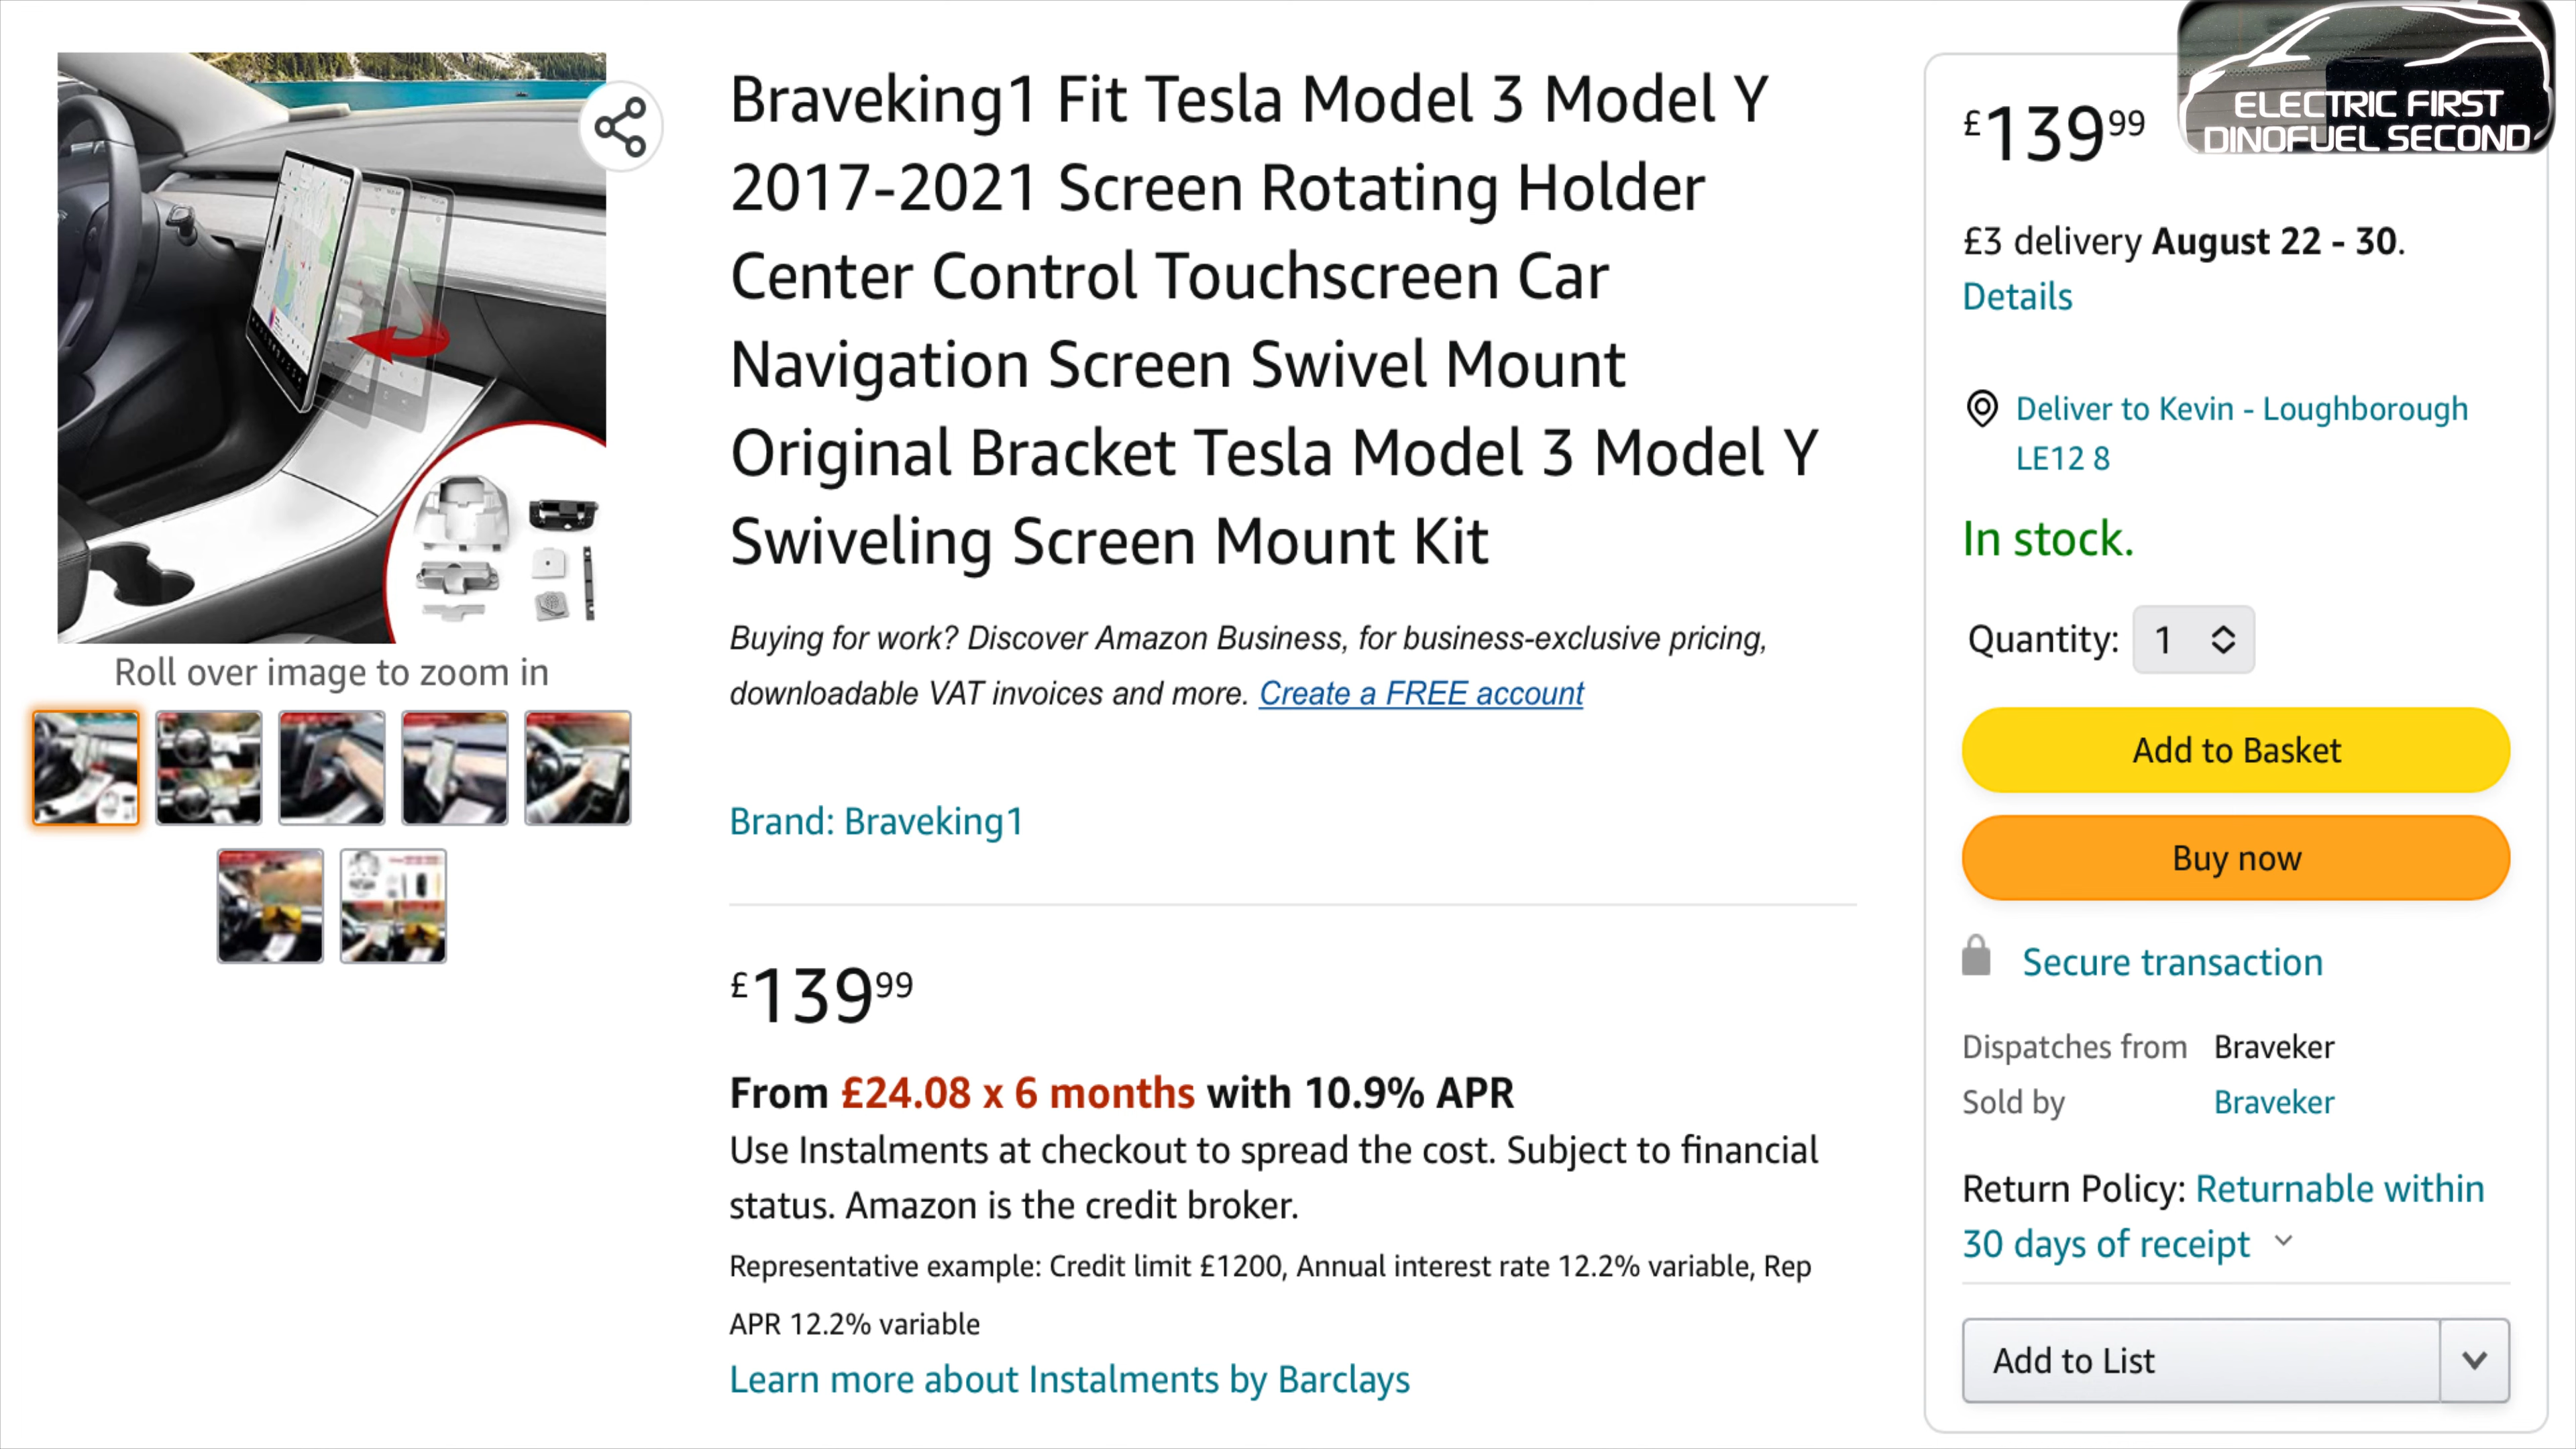 Braveking1 Fit Tesla Model 3 Model Y
2017-2021 Screen Rotating Holder
Center Control Touchscreen Car
Navigation Screen Swivel Mount
Original Bracket Tesla Model 3 Model Y
Swiveling Screen Mount Kit
Buying for work? Discover Amazon Business, for business-exclusive pricing,
downloadable VAT invoices and more. Create a FREE account
Brand: Braveking1
£139 99
From £24.08 x 6 months with 10.9% APR
Use Instalments at checkout to spread the cost. Subject to financial
status. Amazon is the credit broker.
Representative example: Credit limit £1200, Annual interest rate 12.2% variable, Rep
APR 12.2% variable
Learn more about Instalments by Barclays
Roll over image to zoom in
ELECTRIC FIRST
DINOFUEL SECOND
£139 99
£3 delivery August 22 - 30.
Details
Deliver to Kevin - Loughborough
LE12 8
In stock.
Quantity: 1
Add to Basket
Buy now
Secure transaction
Dispatches from Braveker
Sold by Braveker
Return Policy: Returnable within
30 days of receipt
Add to List